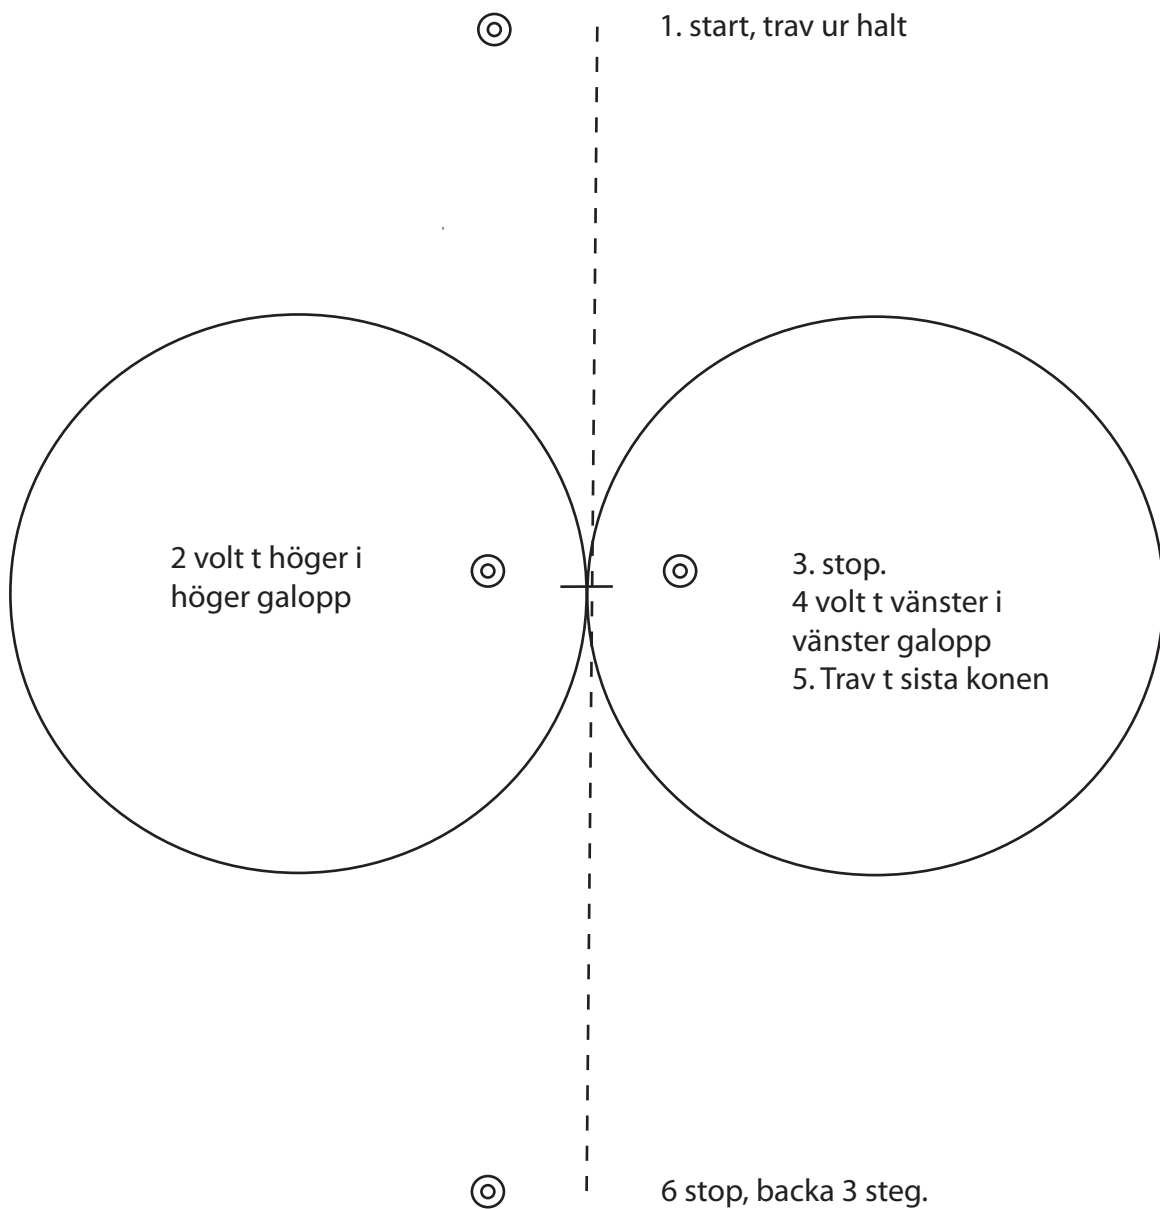 1. start, trav ur halt
2 volt t höger i
höger galopp
3. stop.
4 volt t vänster i
vänster galopp
5. Trav t sista konen
6 stop, backa 3 steg.